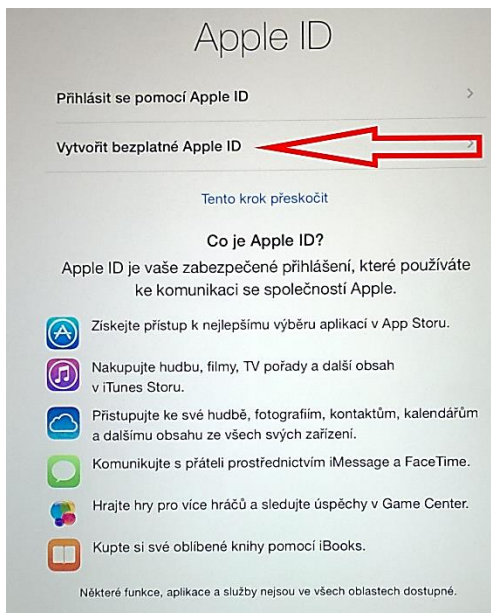 Apple ID
Přihlásit se pomocí Apple ID
Vytvořit bezplatné Apple ID
Tento krok přeskočit
Co je Apple ID?
Apple ID je vaše zabezpečené přihlášení, které používáte
ke komunikaci se společností Apple.
Získejte přístup k nejlepšímu výběru aplikací v App Storu.
Nakupujte hudbu, filmy, TV pořady a další obsah
v iTunes Storu.
Přistupujte ke své hudbě, fotografiím, kontaktům, kalendářům
a dalšímu obsahu ze všech svých zařízení.
Komunikujte s přáteli prostřednictvím iMessage a FaceTime.
Hrajte hry pro více hráčů a sledujte úspěchy v Game Center.
Kupte si své oblíbené knihy pomocí iBooks.
Některé funkce, aplikace a služby nejsou ve všech oblastech dostupné.